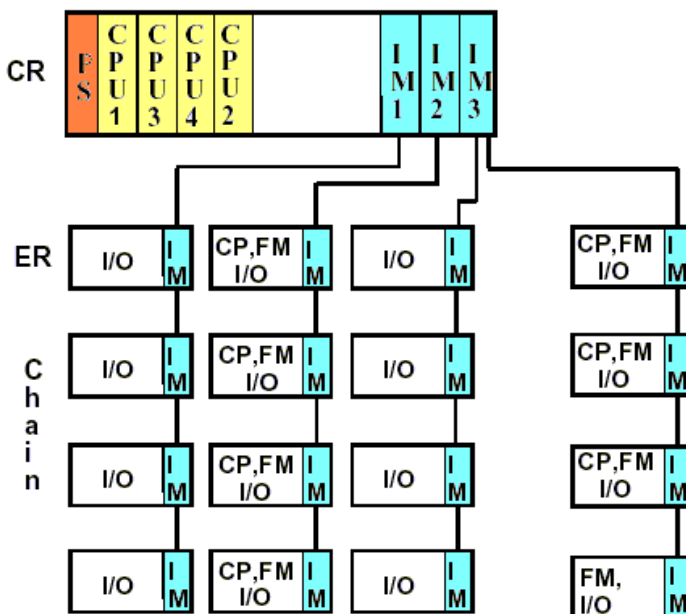 CR
PS
CPU1
CPU3
CPU4
CPU2
IM1
IM2
IM3
ER
I/O
IM
CP,FM
I/O
IM
I/O
IM
CP,FM
I/O
IM
Chain
I/O
IM
CP,FM
I/O
IM
I/O
IM
CP,FM
I/O
IM
I/O
IM
CP,FM
I/O
IM
I/O
IM
CP,FM
I/O
IM
I/O
IM
CP,FM
I/O
IM
I/O
IM
FM,
I/O
IM